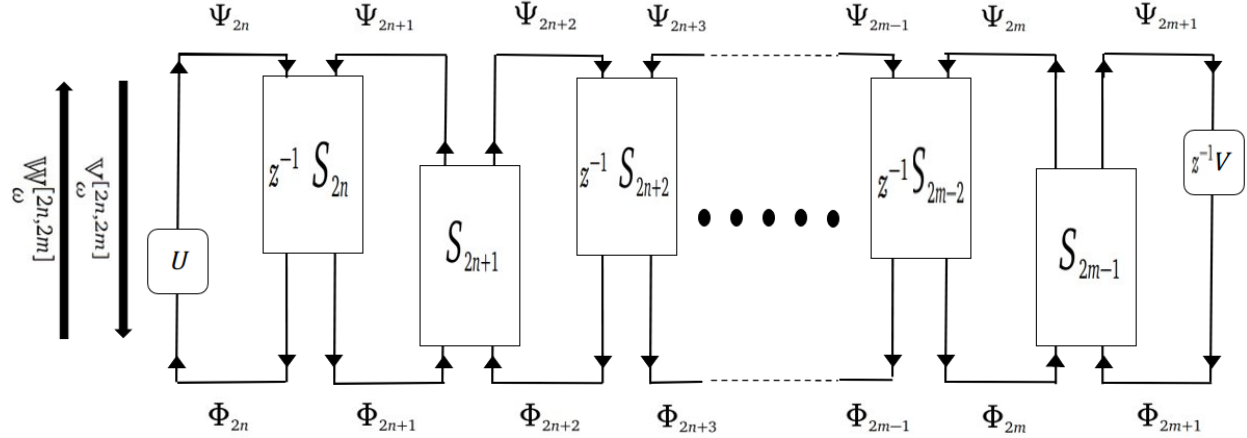 Ψ₂ₙ Ψ₂ₙ₊₁ Ψ₂ₙ₊₂ Ψ₂ₙ₊₃ Ψ₂ₘ₋₁ Ψ₂ₘ Ψ₂ₘ₊₁
𝕎_ω^[2n,2m] 𝕍_ω^[2n,2m]
U
z⁻¹ S₂ₙ
S₂ₙ₊₁
z⁻¹ S₂ₙ₊₂
z⁻¹S₂ₘ₋₂
S₂ₘ₋₁
z⁻¹V
Φ₂ₙ Φ₂ₙ₊₁ Φ₂ₙ₊₂ Φ₂ₙ₊₃ Φ₂ₘ₋₁ Φ₂ₘ Φ₂ₘ₊₁